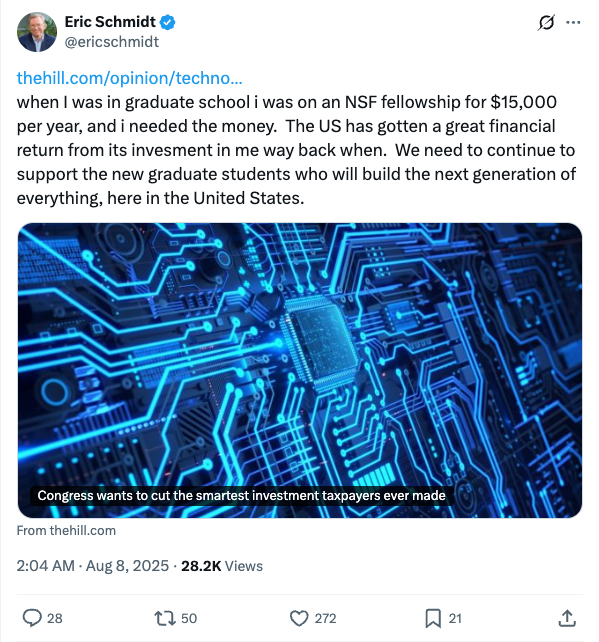 Eric Schmidt
@ericschmidt
thehill.com/opinion/techno...
when I was in graduate school i was on an NSF fellowship for $15,000
per year, and i needed the money.  The US has gotten a great financial
return from its invesment in me way back when.  We need to continue to
support the new graduate students who will build the next generation of
everything, here in the United States.
Congress wants to cut the smartest investment taxpayers ever made
From thehill.com
2:04 AM · Aug 8, 2025 · 28.2K Views
28 50 272 21